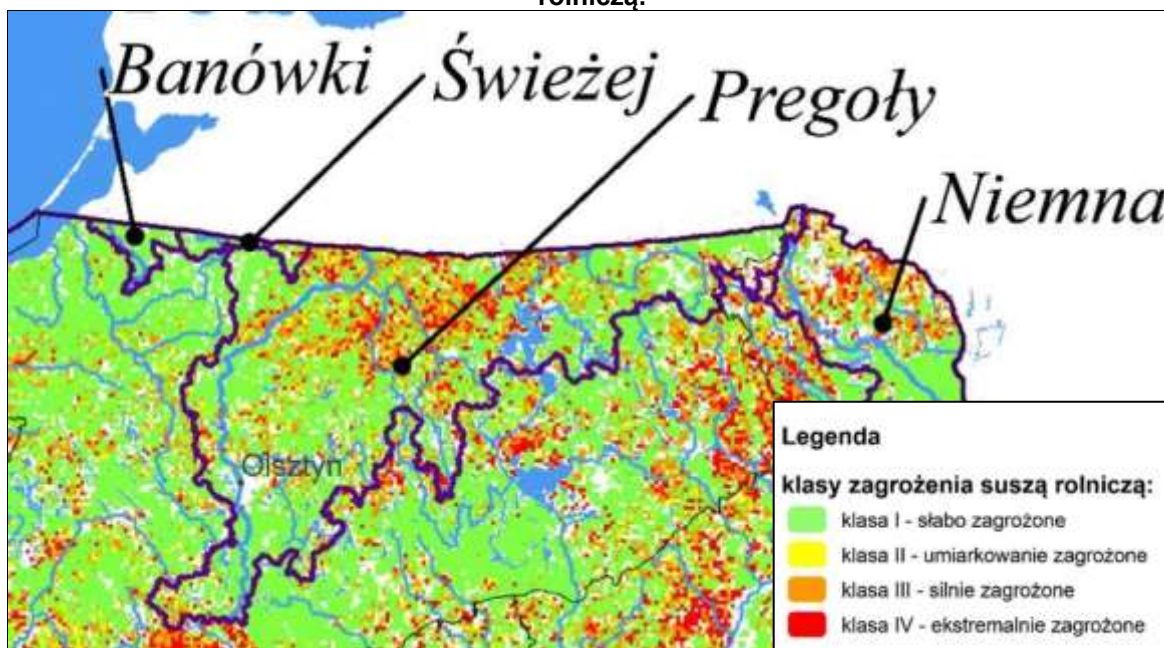 rolniczą.
Banówki
Świeżej
Pregoły
Niemna
Olsztyn
Legenda
klasy zagrożenia suszą rolniczą:
klasa I - słabo zagrożone
klasa II - umiarkowanie zagrożone
klasa III - silnie zagrożone
klasa IV - ekstremalnie zagrożone